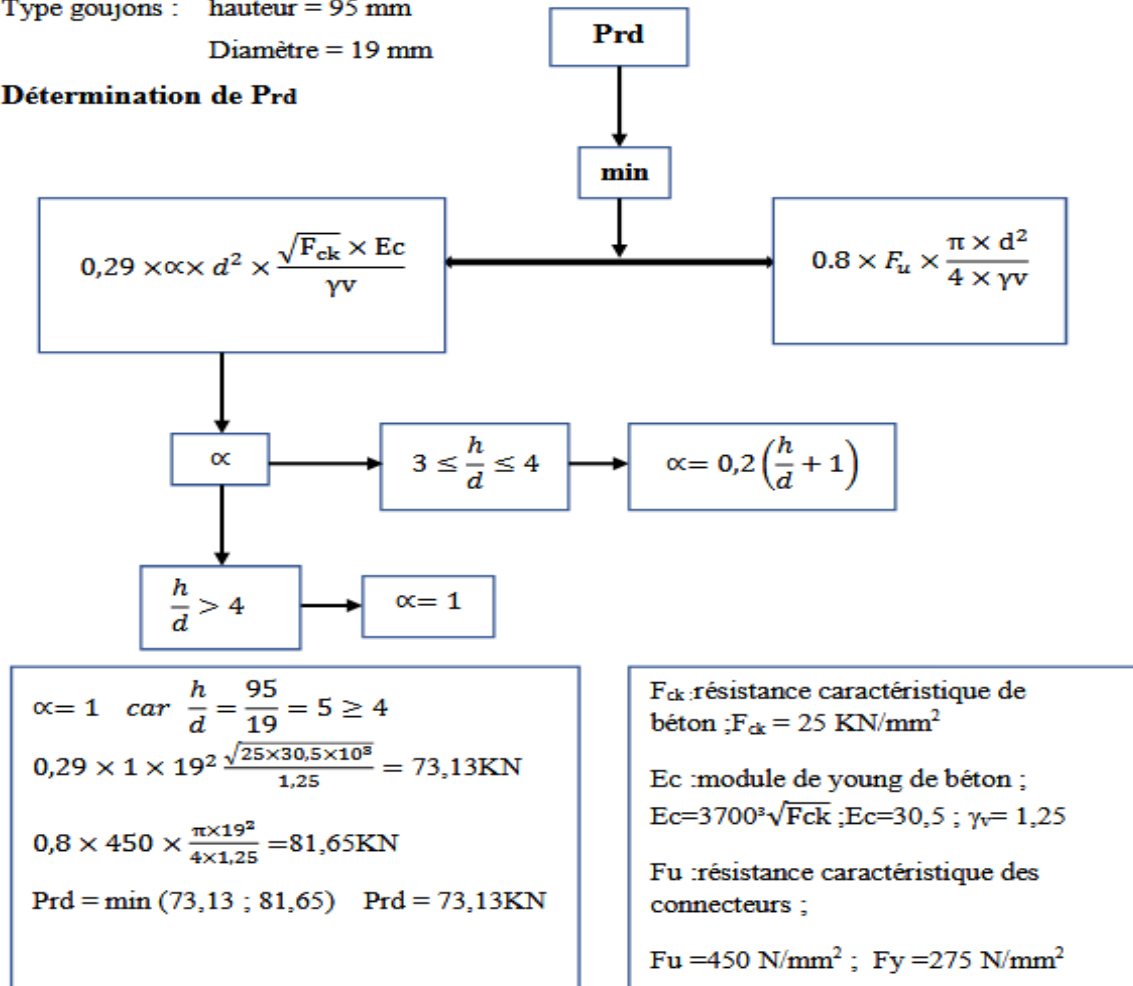 Type goujons : hauteur = 95 mm
Diamètre = 19 mm
Détermination de Prd
Prd
min
0,29 ×∝× d² × √F_ck × Ec / γv
0.8 × F_u × π × d² / 4 × γv
∝
3 ≤ h/d ≤ 4
∝= 0,2 (h/d + 1)
h/d > 4
∝= 1
∝= 1 car h/d = 95/19 = 5 ≥ 4
0,29 × 1 × 19² √25×30,5×10³ / 1,25 = 73,13KN
0,8 × 450 × π×19² / 4×1,25 =81,65KN
Prd = min (73,13 ; 81,65) Prd = 73,13KN
Fck :résistance caractéristique de
béton ;Fck = 25 KN/mm²
Ec :module de young de béton ;
Ec=3700³√Fck ;Ec=30,5 ; γv= 1,25
Fu :résistance caractéristique des
connecteurs ;
Fu =450 N/mm² ; Fy =275 N/mm²